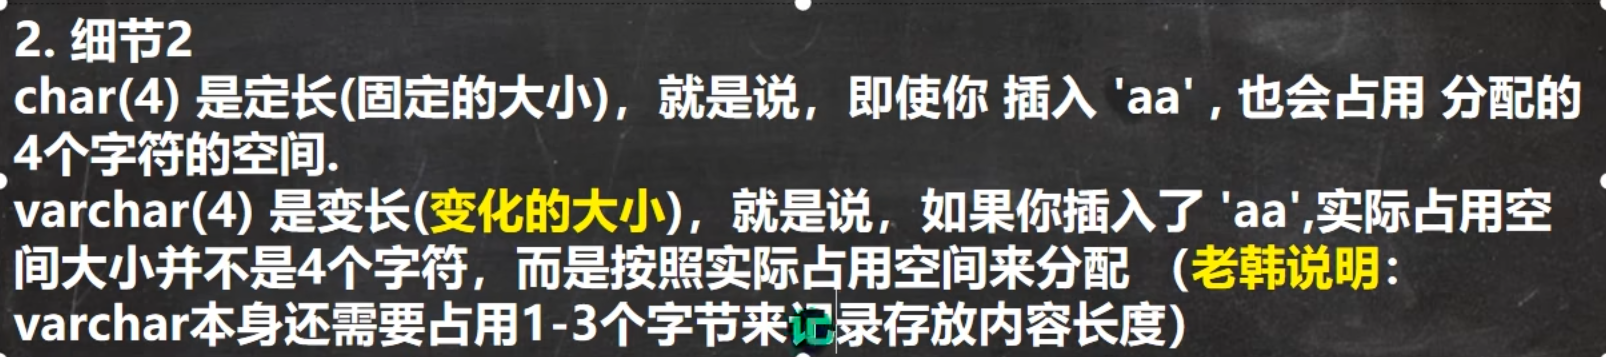 2. 细节2
char(4) 是定长(固定的大小)，就是说，即使你 插入 'aa' , 也会占用 分配的
4个字符的空间.
varchar(4) 是变长(变化的大小)，就是说，如果你插入了 'aa',实际占用空
间大小并不是4个字符，而是按照实际占用空间来分配 （老韩说明：
varchar本身还需要占用1-3个字节来记录存放内容长度）